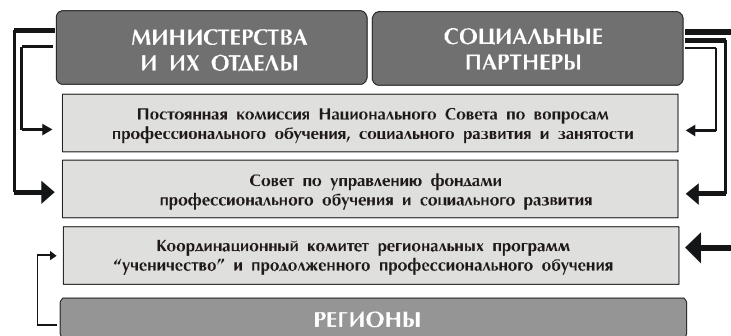 МИНИСТЕРСТВА
И ИХ ОТДЕЛЫ
СОЦИАЛЬНЫЕ
ПАРТНЕРЫ
Постоянная комиссия Национального Совета по вопросам
профессионального обучения, социального развития и занятости
Совет по управлению фондами
профессионального обучения и социального развития
Координационный комитет региональных программ
“ученичество” и продолженного профессионального обучения
РЕГИОНЫ